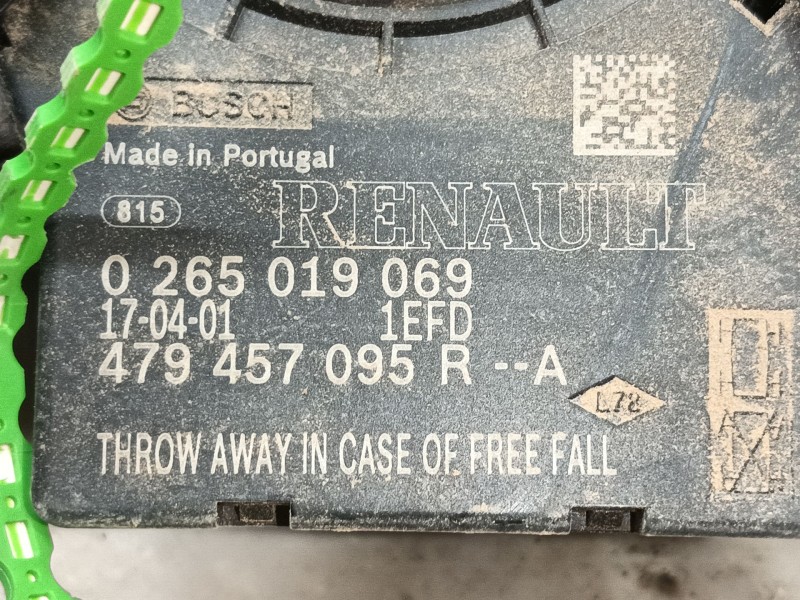 BOSCH
Made in Portugal
815
RENAULT
0 265 019 069
17-04-01 1EFD
479 457 095 R --A
L78
THROW AWAY IN CASE OF FREE FALL